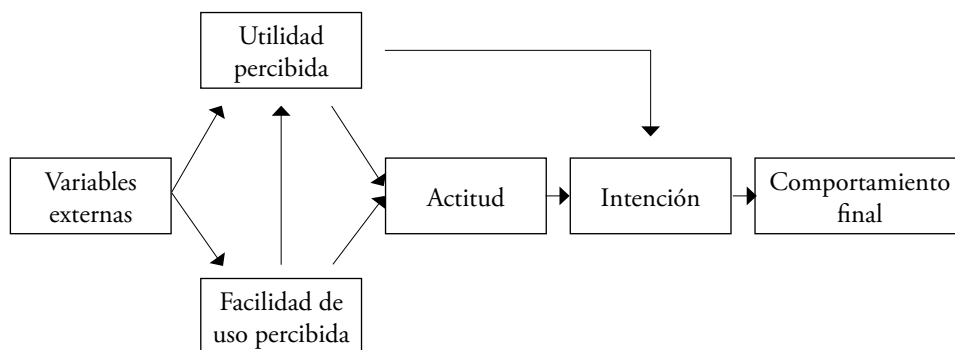 Utilidad
percibida
Variables
externas
Actitud
Intención
Comportamiento
final
Facilidad de
uso percibida